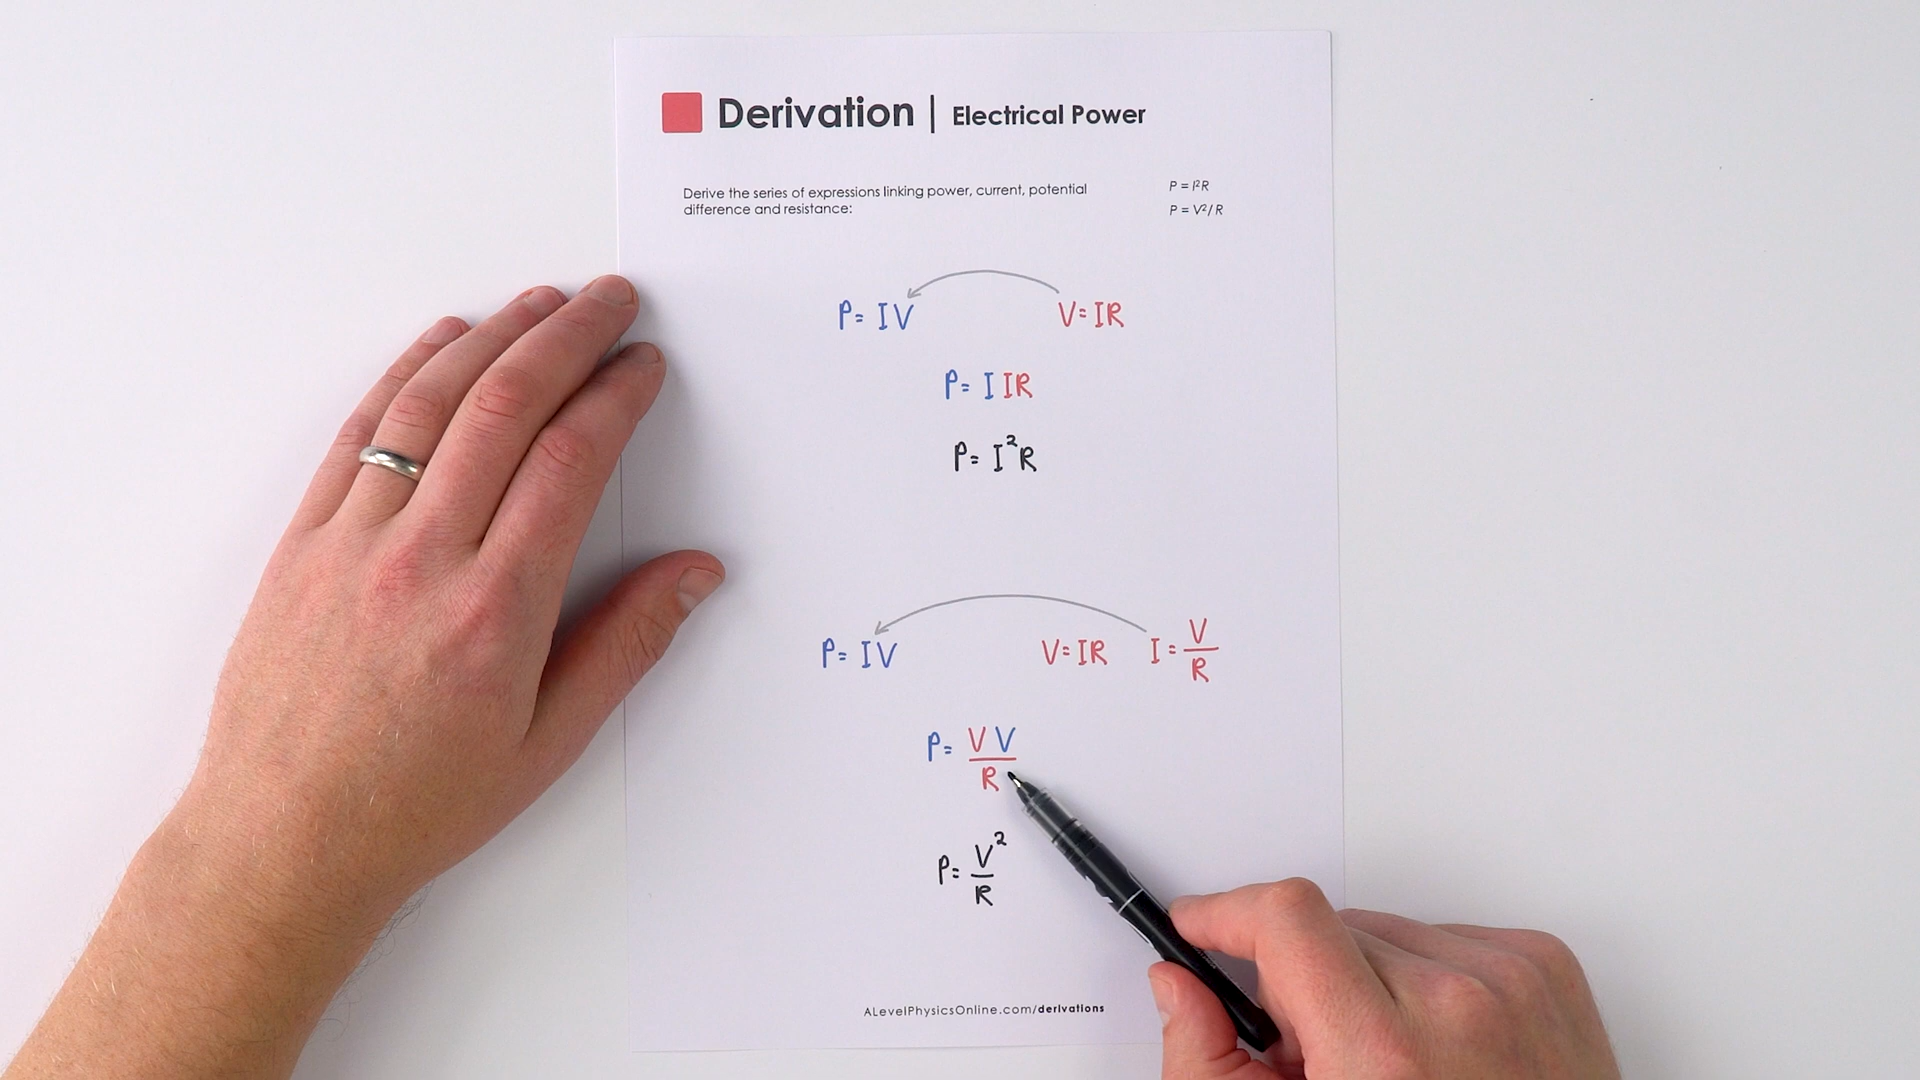 Derivation | Electrical Power
Derive the series of expressions linking power, current, potential
difference and resistance:
P = I²R
P = V²/R
P= IV V=IR
P= I IR
P= I²R
P= IV V=IR I = V/R
P= V V/R
P= V²/R
ALevelPhysicsOnline.com/derivations